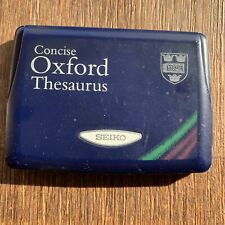 Concise
Oxford
Thesaurus
SEIKO